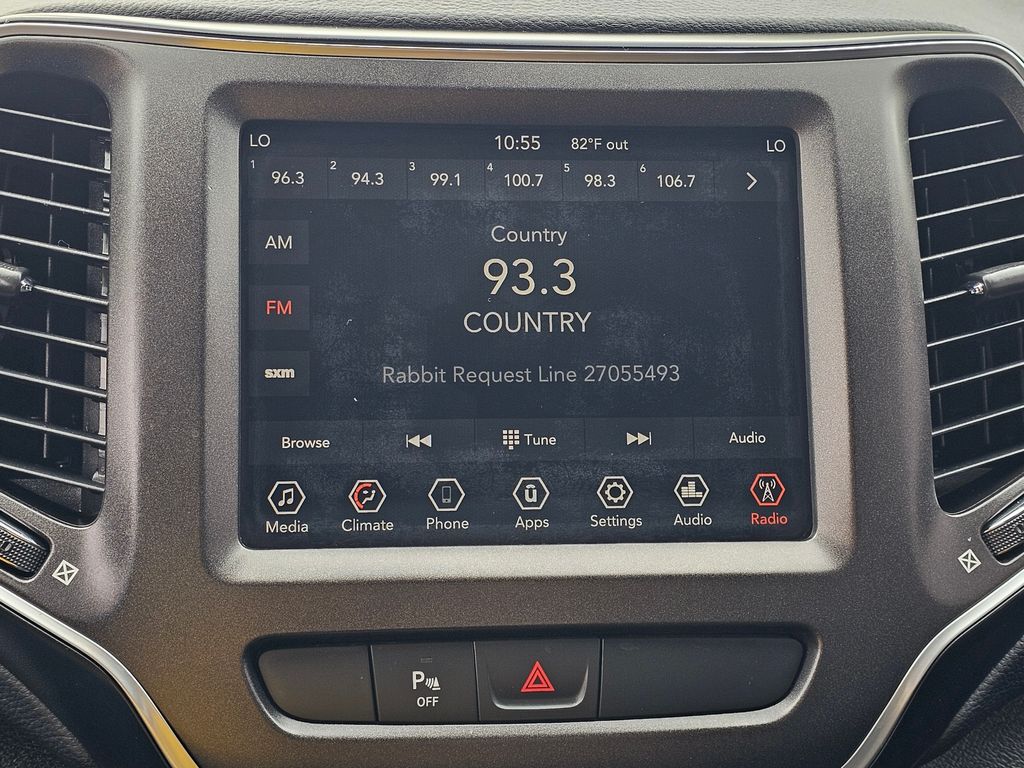 LO 10:55 82°F out LO
1 96.3 2 94.3 3 99.1 4 100.7 5 98.3 6 106.7
AM
Country
93.3
FM
COUNTRY
sxm
Rabbit Request Line 27055493
Browse Tune Audio
Media Climate Phone Apps Settings Audio Radio
P
OFF